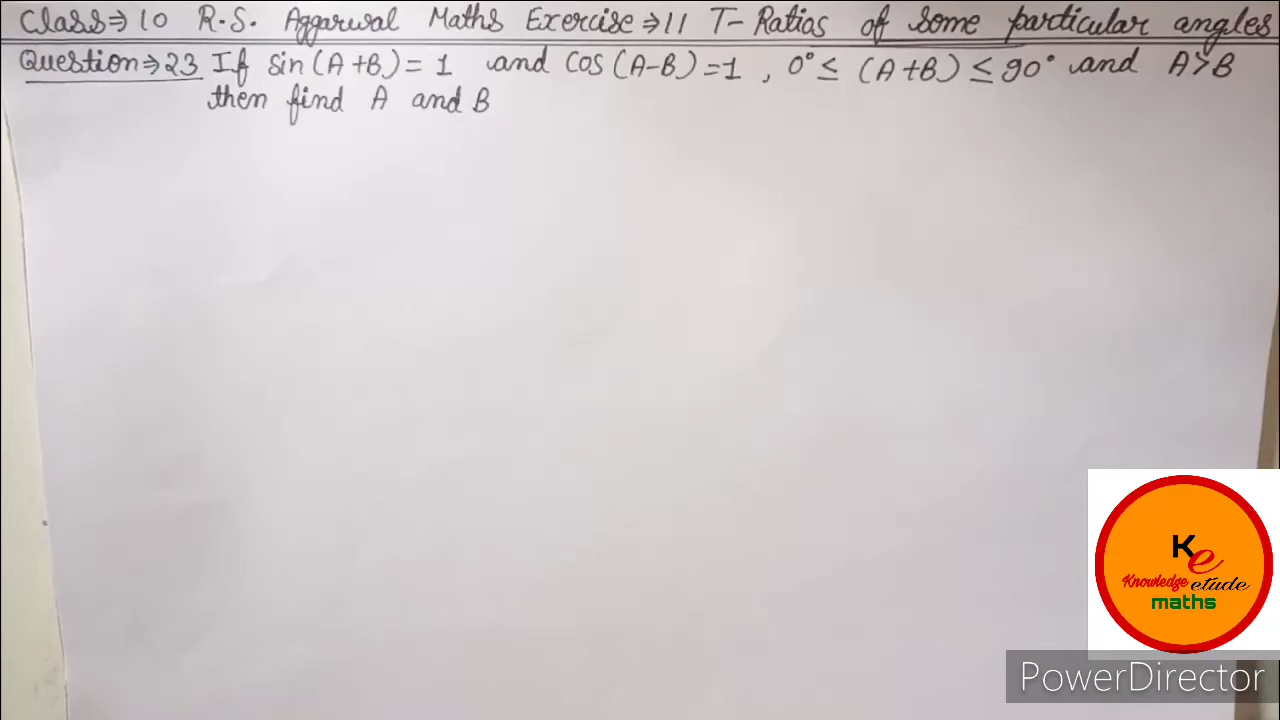 Class⇒10 R.S. Aggarwal Maths Exercise⇒11 T-Ratios of some particular angles
Question⇒23 If sin(A+B)=1 and cos(A-B)=1, 0°≤(A+B)≤90° and A>B
then find A and B
Ke
Knowledge etude
maths
PowerDirector